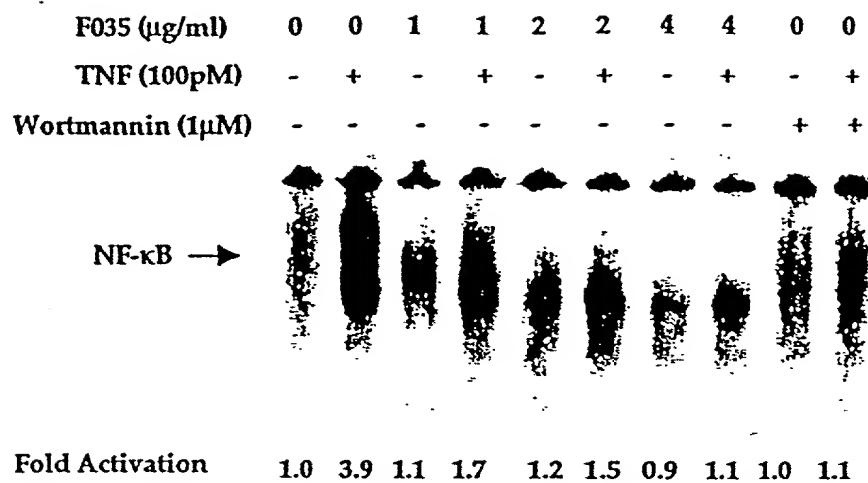 F035 (µg/ml) 0 0 1 1 2 2 4 4 0 0
TNF (100pM) - + - + - + - + - +
Wortmannin (1µM) - - - - - - - - + +
NF-κB →
Fold Activation 1.0 3.9 1.1 1.7 1.2 1.5 0.9 1.1 1.0 1.1